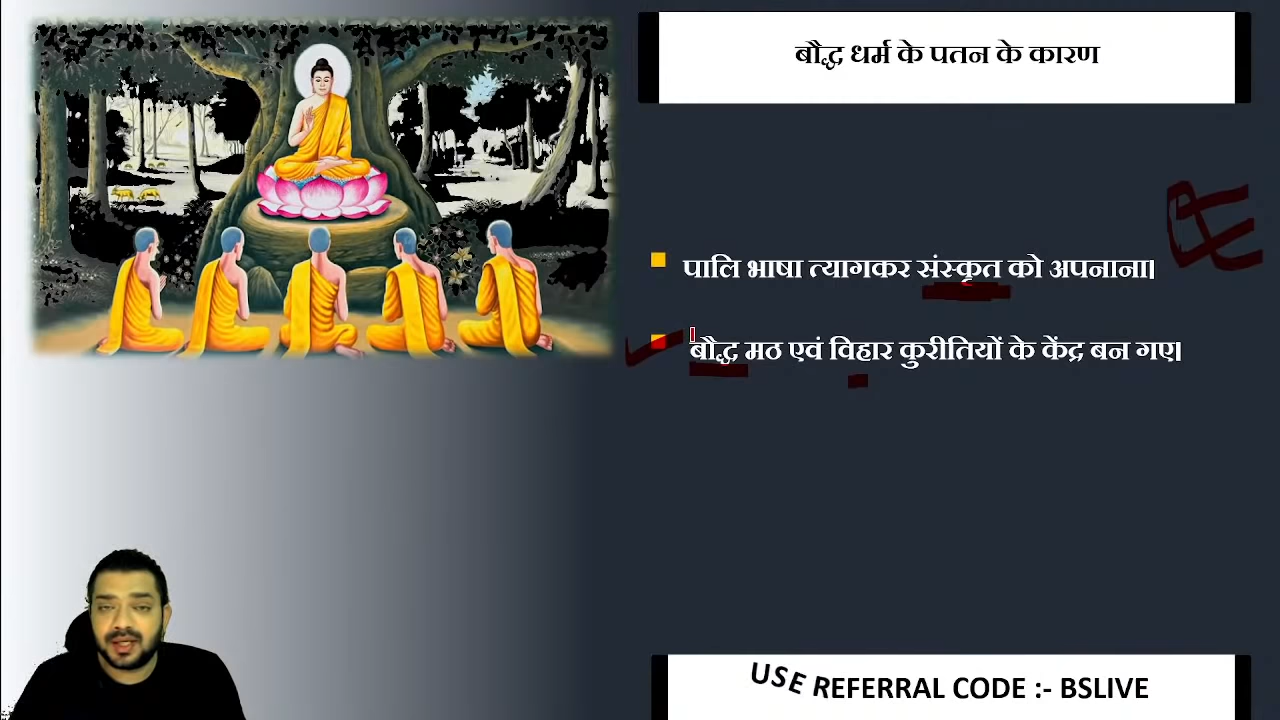 बौद्ध धर्म के पतन के कारण
पालि भाषा त्यागकर संस्कृत को अपनाना।
बौद्ध मठ एवं विहार कुरीतियों के केंद्र बन गए।
USE REFERRAL CODE :- BSLIVE